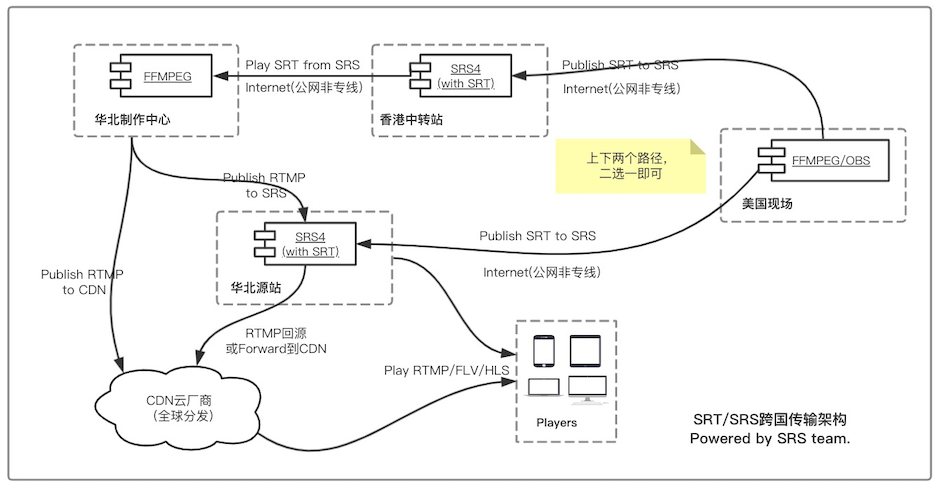 FFMPEG
华北制作中心
Play SRT from SRS
Internet(公网非专线)
SRS4
(with SRT)
香港中转站
Publish SRT to SRS
Internet(公网非专线)
上下两个路径，
二选一即可
FFMPEG/OBS
美国现场
Publish RTMP
to SRS
SRS4
(with SRT)
华北源站
Publish SRT to SRS
Internet(公网非专线)
Publish RTMP
to CDN
RTMP回源
或Forward到CDN
CDN云厂商
(全球分发)
Play RTMP/FLV/HLS
Players
SRT/SRS跨国传输架构
Powered by SRS team.